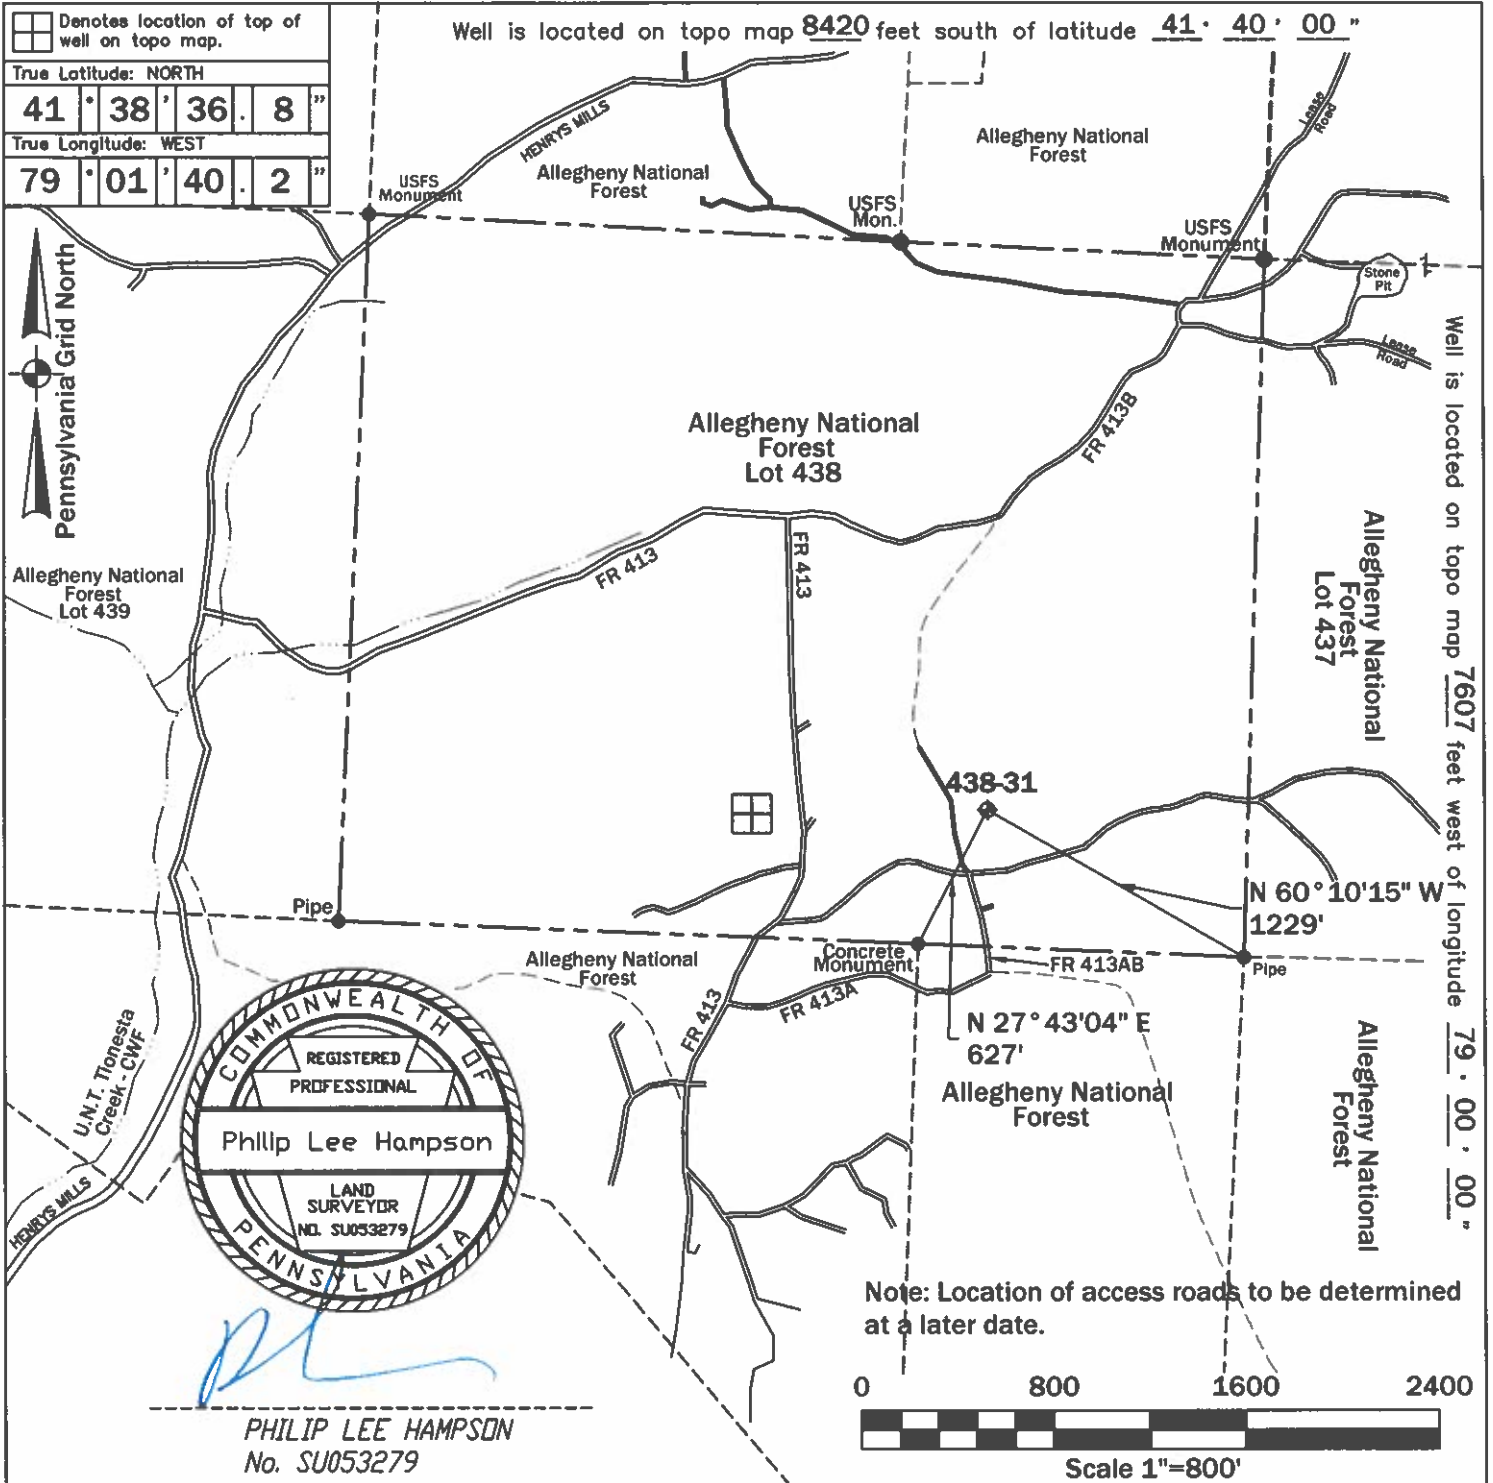 Denotes location of top of
well on topo map.
True Latitude: NORTH
41 ° 38 ' 36 . 8 "
True Longitude: WEST
79 ° 01 ' 40 . 2 "
Well is located on topo map 8420 feet south of latitude 41 ° 40 ' 00 "
HENRYS MILLS
Allegheny National
Forest
Allegheny National
Forest
Lease
Road
USFS
Monument
USFS
Mon.
USFS
Monument
Stone
Pit
Lease
Road
Pennsylvania Grid North
Well is located on topo map 7607 feet west of longitude 79 ° 00 ' 00 "
Allegheny National
Forest
Lot 438
FR 413B
FR 413
FR 413
Allegheny National
Forest
Lot 439
Allegheny National
Forest
Lot 437
438-31
N 60°10'15" W
1229'
Pipe
Concrete
Monument
Pipe
Allegheny National
Forest
FR 413AB
FR 413A
FR 413
N 27°43'04" E
627'
Allegheny National
Forest
Allegheny National
Forest
U.N.T. Tionesta
Creek - CWF
HENRYS MILLS
COMMONWEALTH OF
REGISTERED
PROFESSIONAL
Philip Lee Hampson
LAND
SURVEYOR
NO. SU053279
PENNSYLVANIA
Note: Location of access roads to be determined
at a later date.
PHILIP LEE HAMPSON
No. SU053279
0 800 1600 2400
Scale 1"=800'